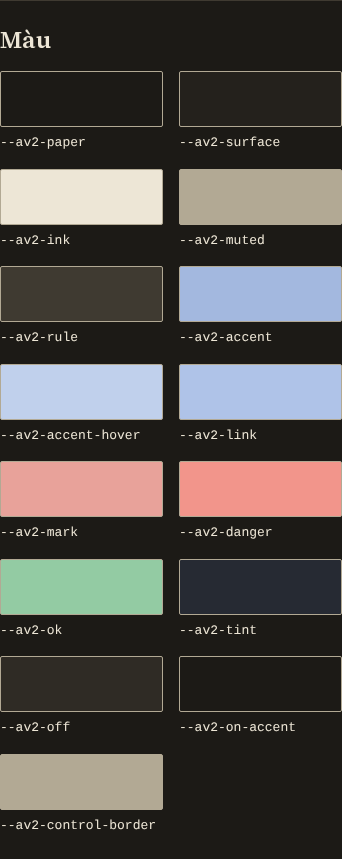 Màu
--av2-paper
--av2-surface
--av2-ink
--av2-muted
--av2-rule
--av2-accent
--av2-accent-hover
--av2-link
--av2-mark
--av2-danger
--av2-ok
--av2-tint
--av2-off
--av2-on-accent
--av2-control-border